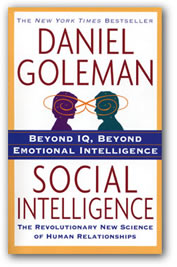 THE NEW YORK TIMES BESTSELLER
DANIEL
GOLEMAN
BEYOND IQ, BEYOND
EMOTIONAL INTELLIGENCE
SOCIAL
INTELLIGENCE
THE REVOLUTIONARY NEW SCIENCE
OF HUMAN RELATIONSHIPS